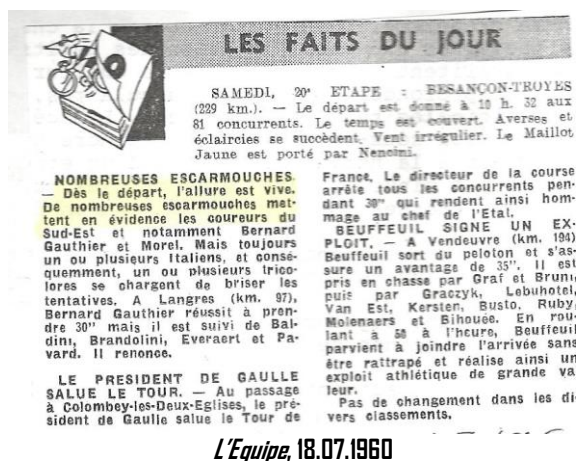 LES FAITS DU JOUR
SAMEDI, 20e ETAPE : BESANÇON-TROYES
(229 km.). — Le départ est donné à 10 h. 32 aux
81 concurrents. Le temps est couvert. Averses et
éclaircies se succèdent. Vent irrégulier. Le Maillot
Jaune est porté par Nencini.
NOMBREUSES ESCARMOUCHES
— Dès le départ, l'allure est vive.
De nombreuses escarmouches met-
tent en évidence les coureurs du
Sud-Est et notamment Bernard
Gauthier et Morel. Mais toujours
un ou plusieurs Italiens, et consé-
quemment, un ou plusieurs trico-
lores se chargent de briser les
tentatives. A Langres (km. 97),
Bernard Gauthier réussit à pren-
dre 30" mais il est suivi de Bal-
dini, Brandolini, Everaert et Pa-
vard. Il renonce.
LE PRESIDENT DE GAULLE
SALUE LE TOUR. — Au passage
à Colombey-les-Deux-Eglises, le pré-
sident de Gaulle salue le Tour de
France. Le directeur de la course
arrête tous les concurrents pen-
dant 30" qui rendent ainsi hom-
mage au chef de l'Etat.
BEUFFEUIL SIGNE UN EX-
PLOIT. — A Vendeuvre (km. 194)
Beuffeuil sort du peloton et s'as-
sure un avantage de 35". Il est
pris en chasse par Graf et Bruni,
puis par Graczyk, Lebuhotel,
Van Est, Kersten, Busto, Ruby,
Molenaers et Bihouée. En rou-
lant à 50 à l'heure, Beuffeuil
parvient à joindre l'arrivée sans
être rattrapé et réalise ainsi un
exploit athlétique de grande va
leur.
Pas de changement dans les di-
vers classements.
L'Equipe, 18.07.1960